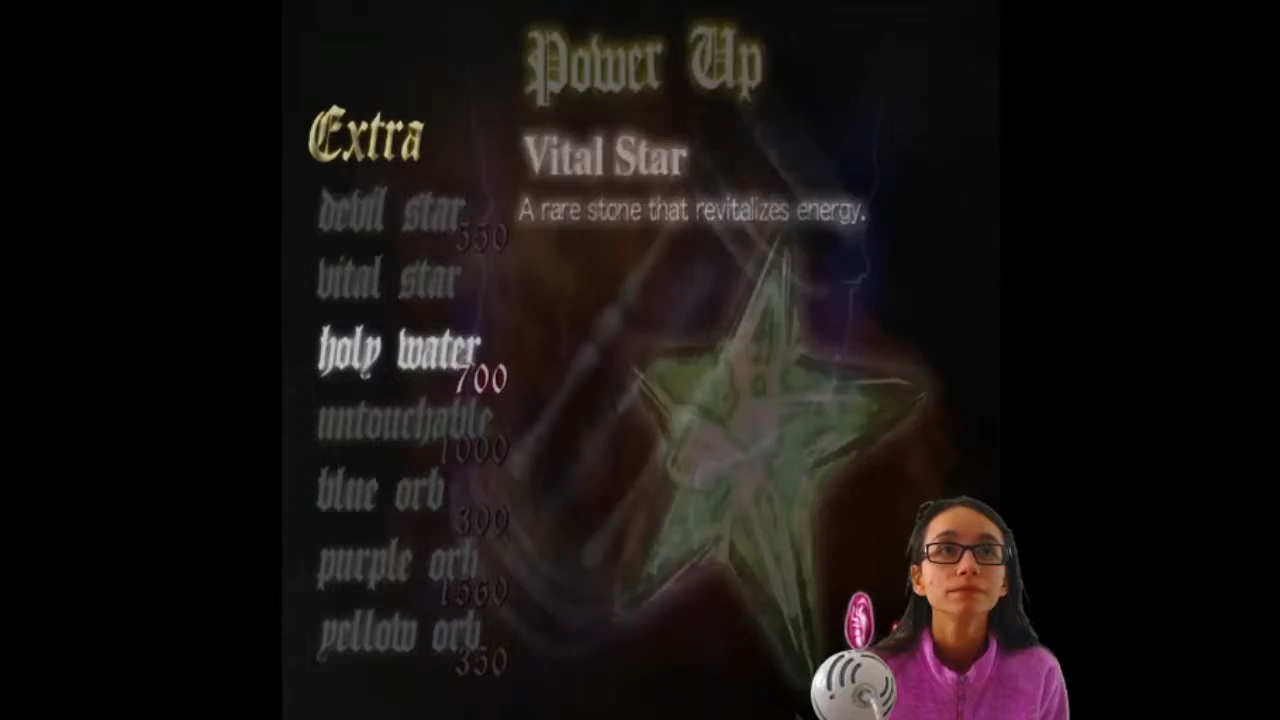 Power Up
Extra
Vital Star
A rare stone that revitalizes energy.
devil star
550
vital star
holy water
700
untouchable
1000
blue orb
300
purple orb
1560
yellow orb
350